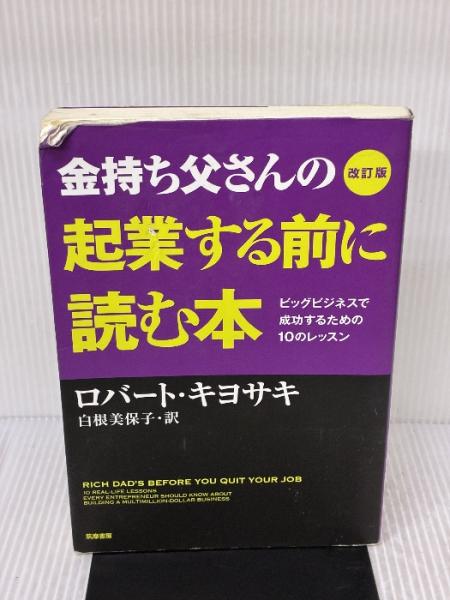 金持ち父さんの
改訂版
起業する前に
読む本
ビッグビジネスで
成功するための
10のレッスン
ロバート・キヨサキ
白根美保子・訳
RICH DAD'S BEFORE YOU QUIT YOUR JOB
10 REAL-LIFE LESSONS
EVERY ENTREPRENEUR SHOULD KNOW ABOUT
BUILDING A MULTIMILLION-DOLLAR BUSINESS
筑摩書房